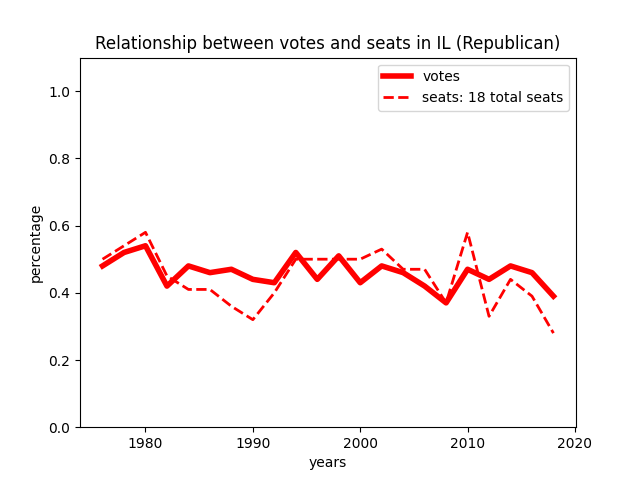 Relationship between votes and seats in IL (Republican)
votes
seats: 18 total seats
percentage
1.0
0.8
0.6
0.4
0.2
0.0
1980 1990 2000 2010 2020
years